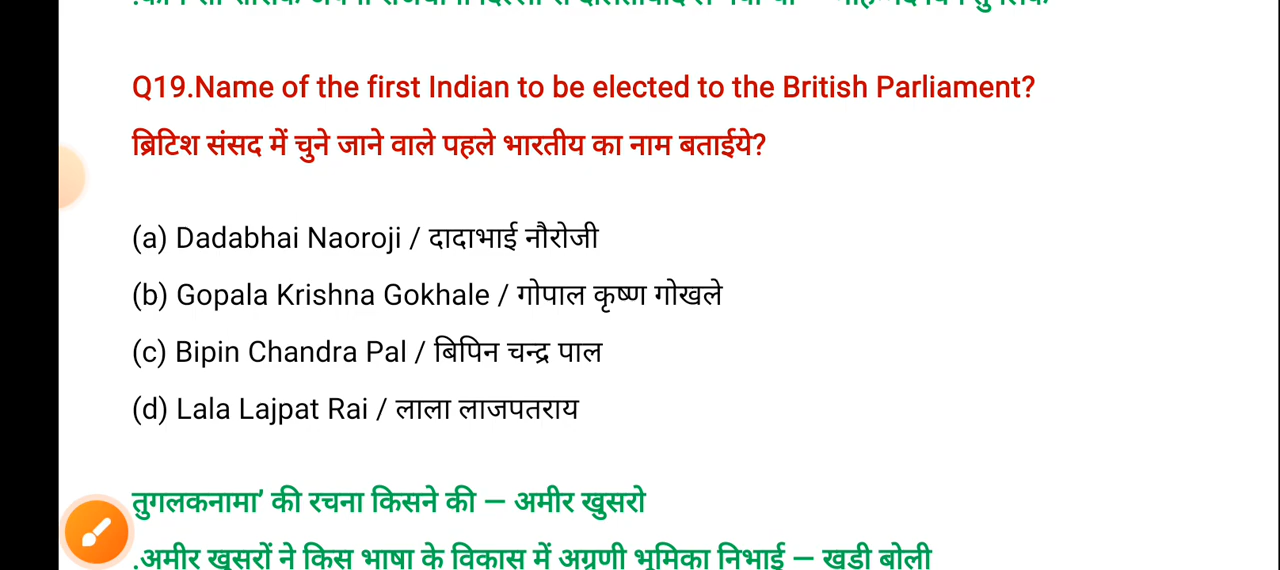 Q19.Name of the first Indian to be elected to the British Parliament?
ब्रिटिश संसद में चुने जाने वाले पहले भारतीय का नाम बताईये?
(a) Dadabhai Naoroji / दादाभाई नौरोजी
(b) Gopala Krishna Gokhale / गोपाल कृष्ण गोखले
(c) Bipin Chandra Pal / बिपिन चन्द्र पाल
(d) Lala Lajpat Rai / लाला लाजपतराय
तुगलकनामा’ की रचना किसने की – अमीर खुसरो
.अमीर खुसरों ने किस भाषा के विकास में अग्रणी भूमिका निभाई – खड़ी बोली